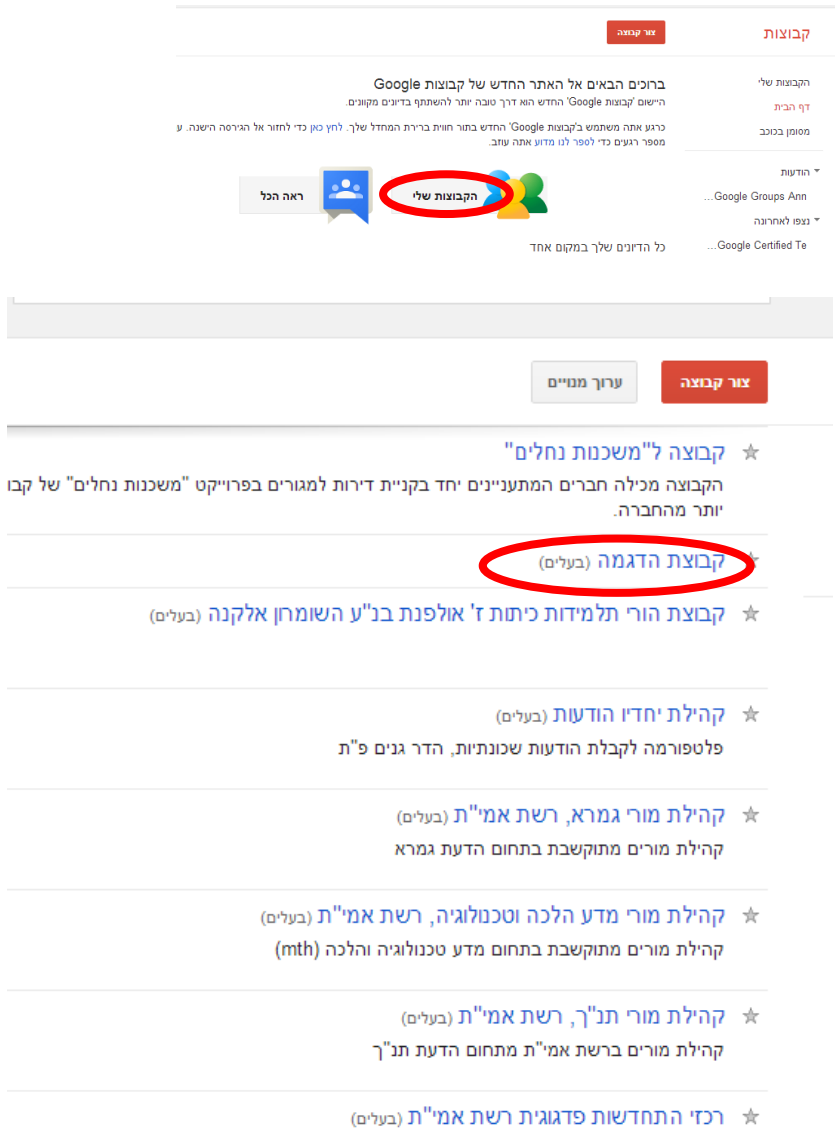 קבוצות
צור קבוצה
הקבוצות שלי
דף הבית
מסומן בכוכב
הודעות
Google Groups Ann...
נצפו לאחרונה
Google Certified Te...
ברוכים הבאים אל האתר החדש של קבוצות Google
היישום 'קבוצות Google' החדש הוא דרך טובה יותר להשתתף בדיונים מקוונים.
כרגע אתה משתמש ב'קבוצות Google' החדש בתור חווית ברירת המחדל שלך. לחץ כאן כדי לחזור אל הגירסה הישנה. ע
מספר רגעים כדי לספר לנו מדוע אתה עוזב.
הקבוצות שלי
ראה הכל
כל הדיונים שלך במקום אחד
צור קבוצה
ערוך מנויים
קבוצה ל"משכנות נחלים"
הקבוצה מכילה חברים המתעניינים יחד בקניית דירות למגורים בפרוייקט "משכנות נחלים" של קבו
יותר מהחברה.
קבוצת הדגמה (בעלים)
קבוצת הורי תלמידות כיתות ז' אולפנת בנ"ע השומרון אלקנה (בעלים)
קהילת יחדיו הודעות (בעלים)
פלטפורמה לקבלת הודעות שכונתיות, הדר גנים פ"ת
קהילת מורי גמרא, רשת אמי"ת (בעלים)
קהילת מורים מתוקשבת בתחום הדעת גמרא
קהילת מורי מדע הלכה וטכנולוגיה, רשת אמי"ת (בעלים)
קהילת מורים מתוקשבת בתחום מדע טכנולוגיה והלכה (mth)
קהילת מורי תנ"ך, רשת אמי"ת (בעלים)
קהילת מורים ברשת אמי"ת מתחום הדעת תנ"ך
רכזי התחדשות פדגוגית רשת אמי"ת (בעלים)